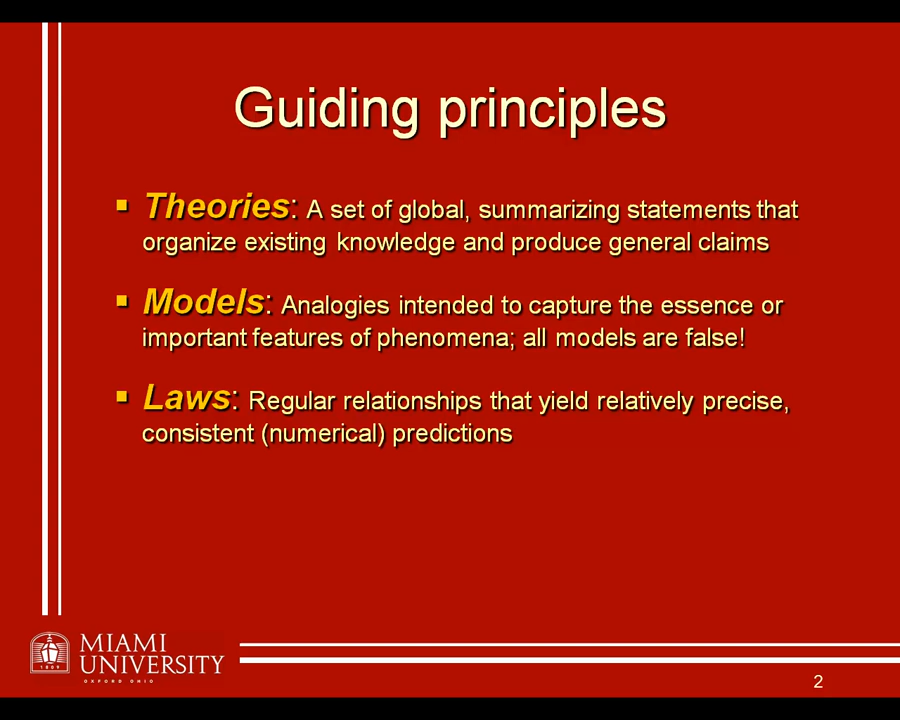 Guiding principles
▪ Theories: A set of global, summarizing statements that
organize existing knowledge and produce general claims
▪ Models: Analogies intended to capture the essence or
important features of phenomena; all models are false!
▪ Laws: Regular relationships that yield relatively precise,
consistent (numerical) predictions
1809
MIAMI
UNIVERSITY
OXFORD OHIO
2